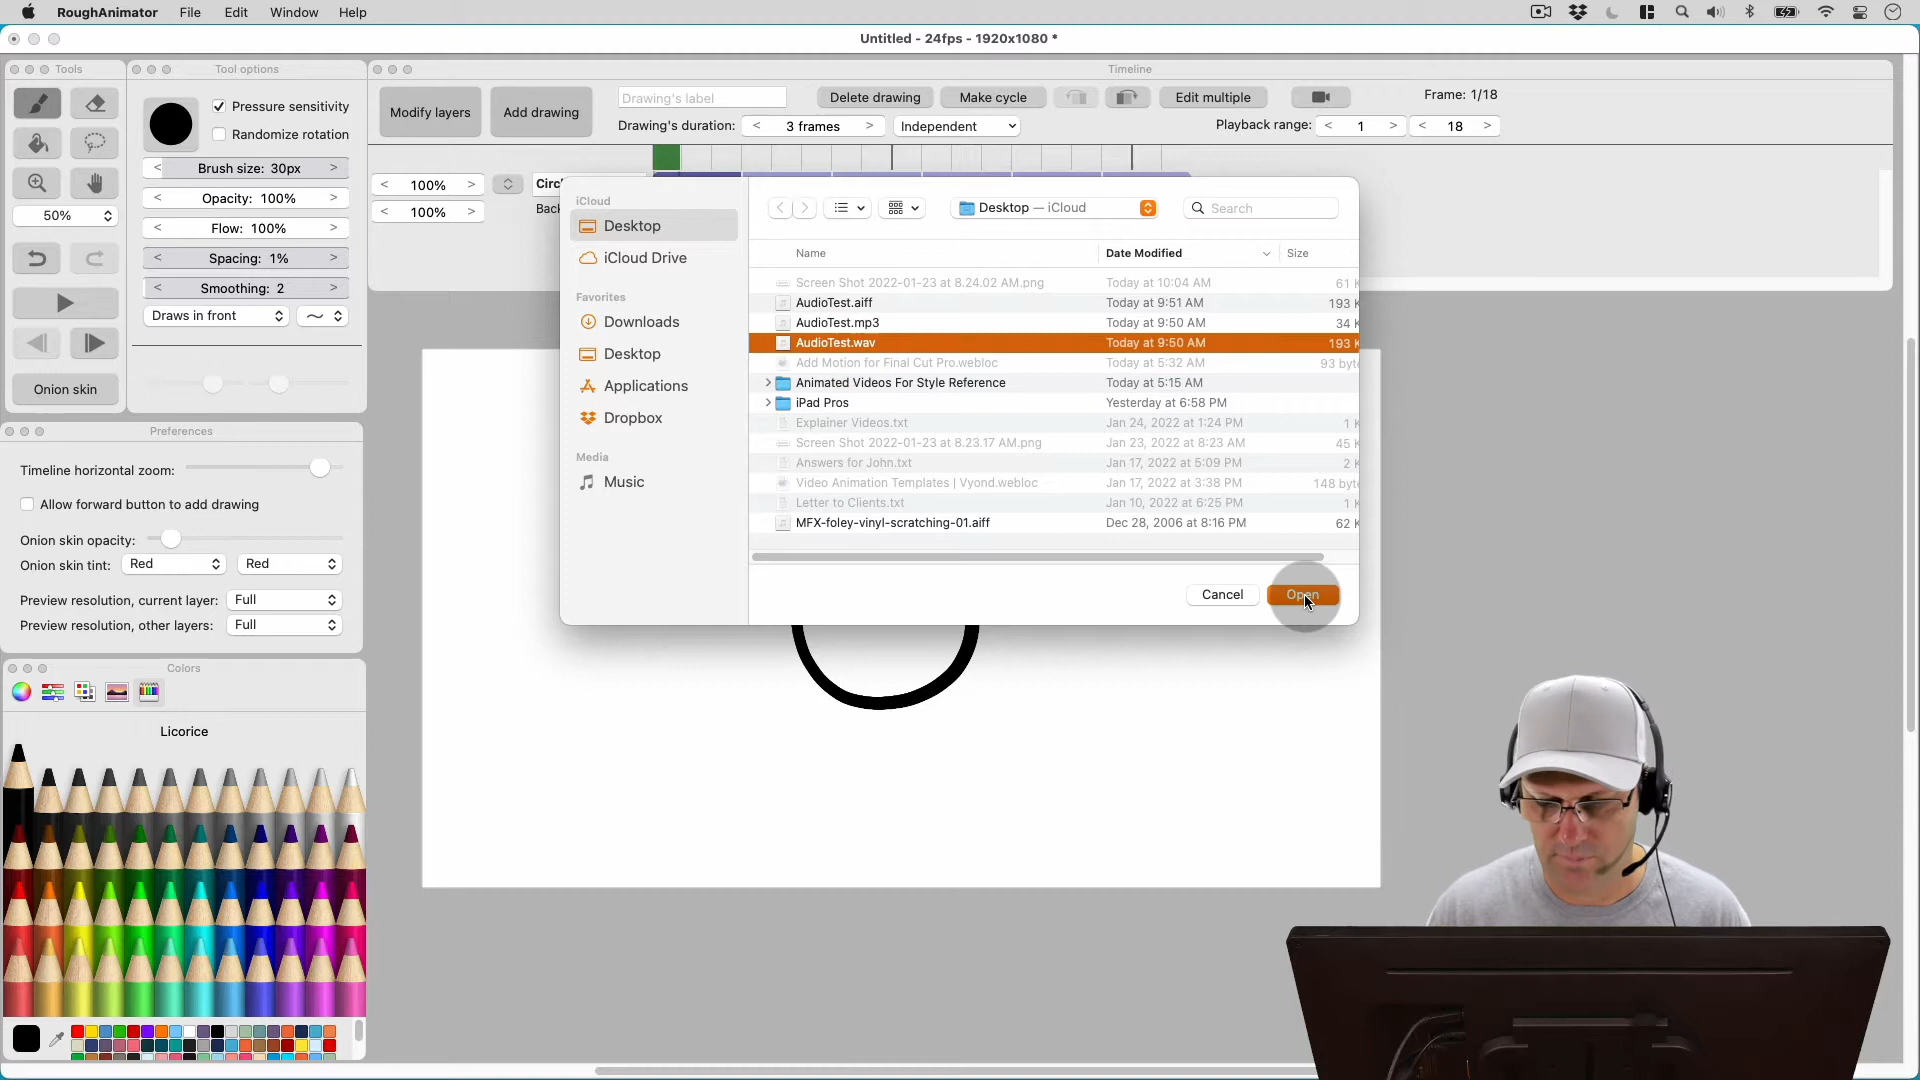 RoughAnimator File Edit Window Help
Untitled - 24fps - 1920x1080 *
Tools
Tool options
Timeline
Pressure sensitivity
Randomize rotation
< Brush size: 30px >
< Opacity: 100% >
< Flow: 100% >
< Spacing: 1% >
< Smoothing: 2 >
Draws in front
50%
Onion skin
Modify layers
Add drawing
Drawing's label
Delete drawing
Make cycle
Edit multiple
Frame: 1/18
Drawing's duration: < 3 frames >
Independent
Playback range: < 1 > < 18 >
< 100% >
Circ
< 100% >
Bac
Preferences
Timeline horizontal zoom:
Allow forward button to add drawing
Onion skin opacity:
Onion skin tint: Red Red
Preview resolution, current layer: Full
Preview resolution, other layers: Full
Colors
Licorice
iCloud
Desktop
iCloud Drive
Favorites
Downloads
Desktop
Applications
Dropbox
Media
Music
Desktop — iCloud
Search
Name Date Modified Size
Screen Shot 2022-01-23 at 8.24.02 AM.png Today at 10:04 AM 61 K
AudioTest.aiff Today at 9:51 AM 193 K
AudioTest.mp3 Today at 9:50 AM 34 K
AudioTest.wav Today at 9:50 AM 193 K
Add Motion for Final Cut Pro.webloc Today at 5:32 AM 93 byte
Animated Videos For Style Reference Today at 5:15 AM
iPad Pros Yesterday at 6:58 PM
Explainer Videos.txt Jan 24, 2022 at 1:24 PM 1 K
Screen Shot 2022-01-23 at 8.23.17 AM.png Jan 23, 2022 at 8:23 AM 45 K
Answers for John.txt Jan 17, 2022 at 5:09 PM 2 K
Video Animation Templates | Vyond.webloc Jan 17, 2022 at 3:38 PM 148 byt
Letter to Clients.txt Jan 10, 2022 at 6:25 PM 1 K
MFX-foley-vinyl-scratching-01.aiff Dec 28, 2006 at 8:16 PM 62 K
Cancel
Open